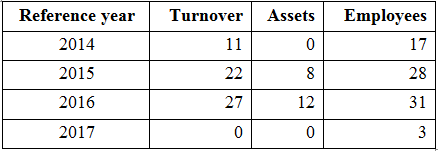 Reference year Turnover Assets Employees
2014 11 0 17
2015 22 8 28
2016 27 12 31
2017 0 0 3